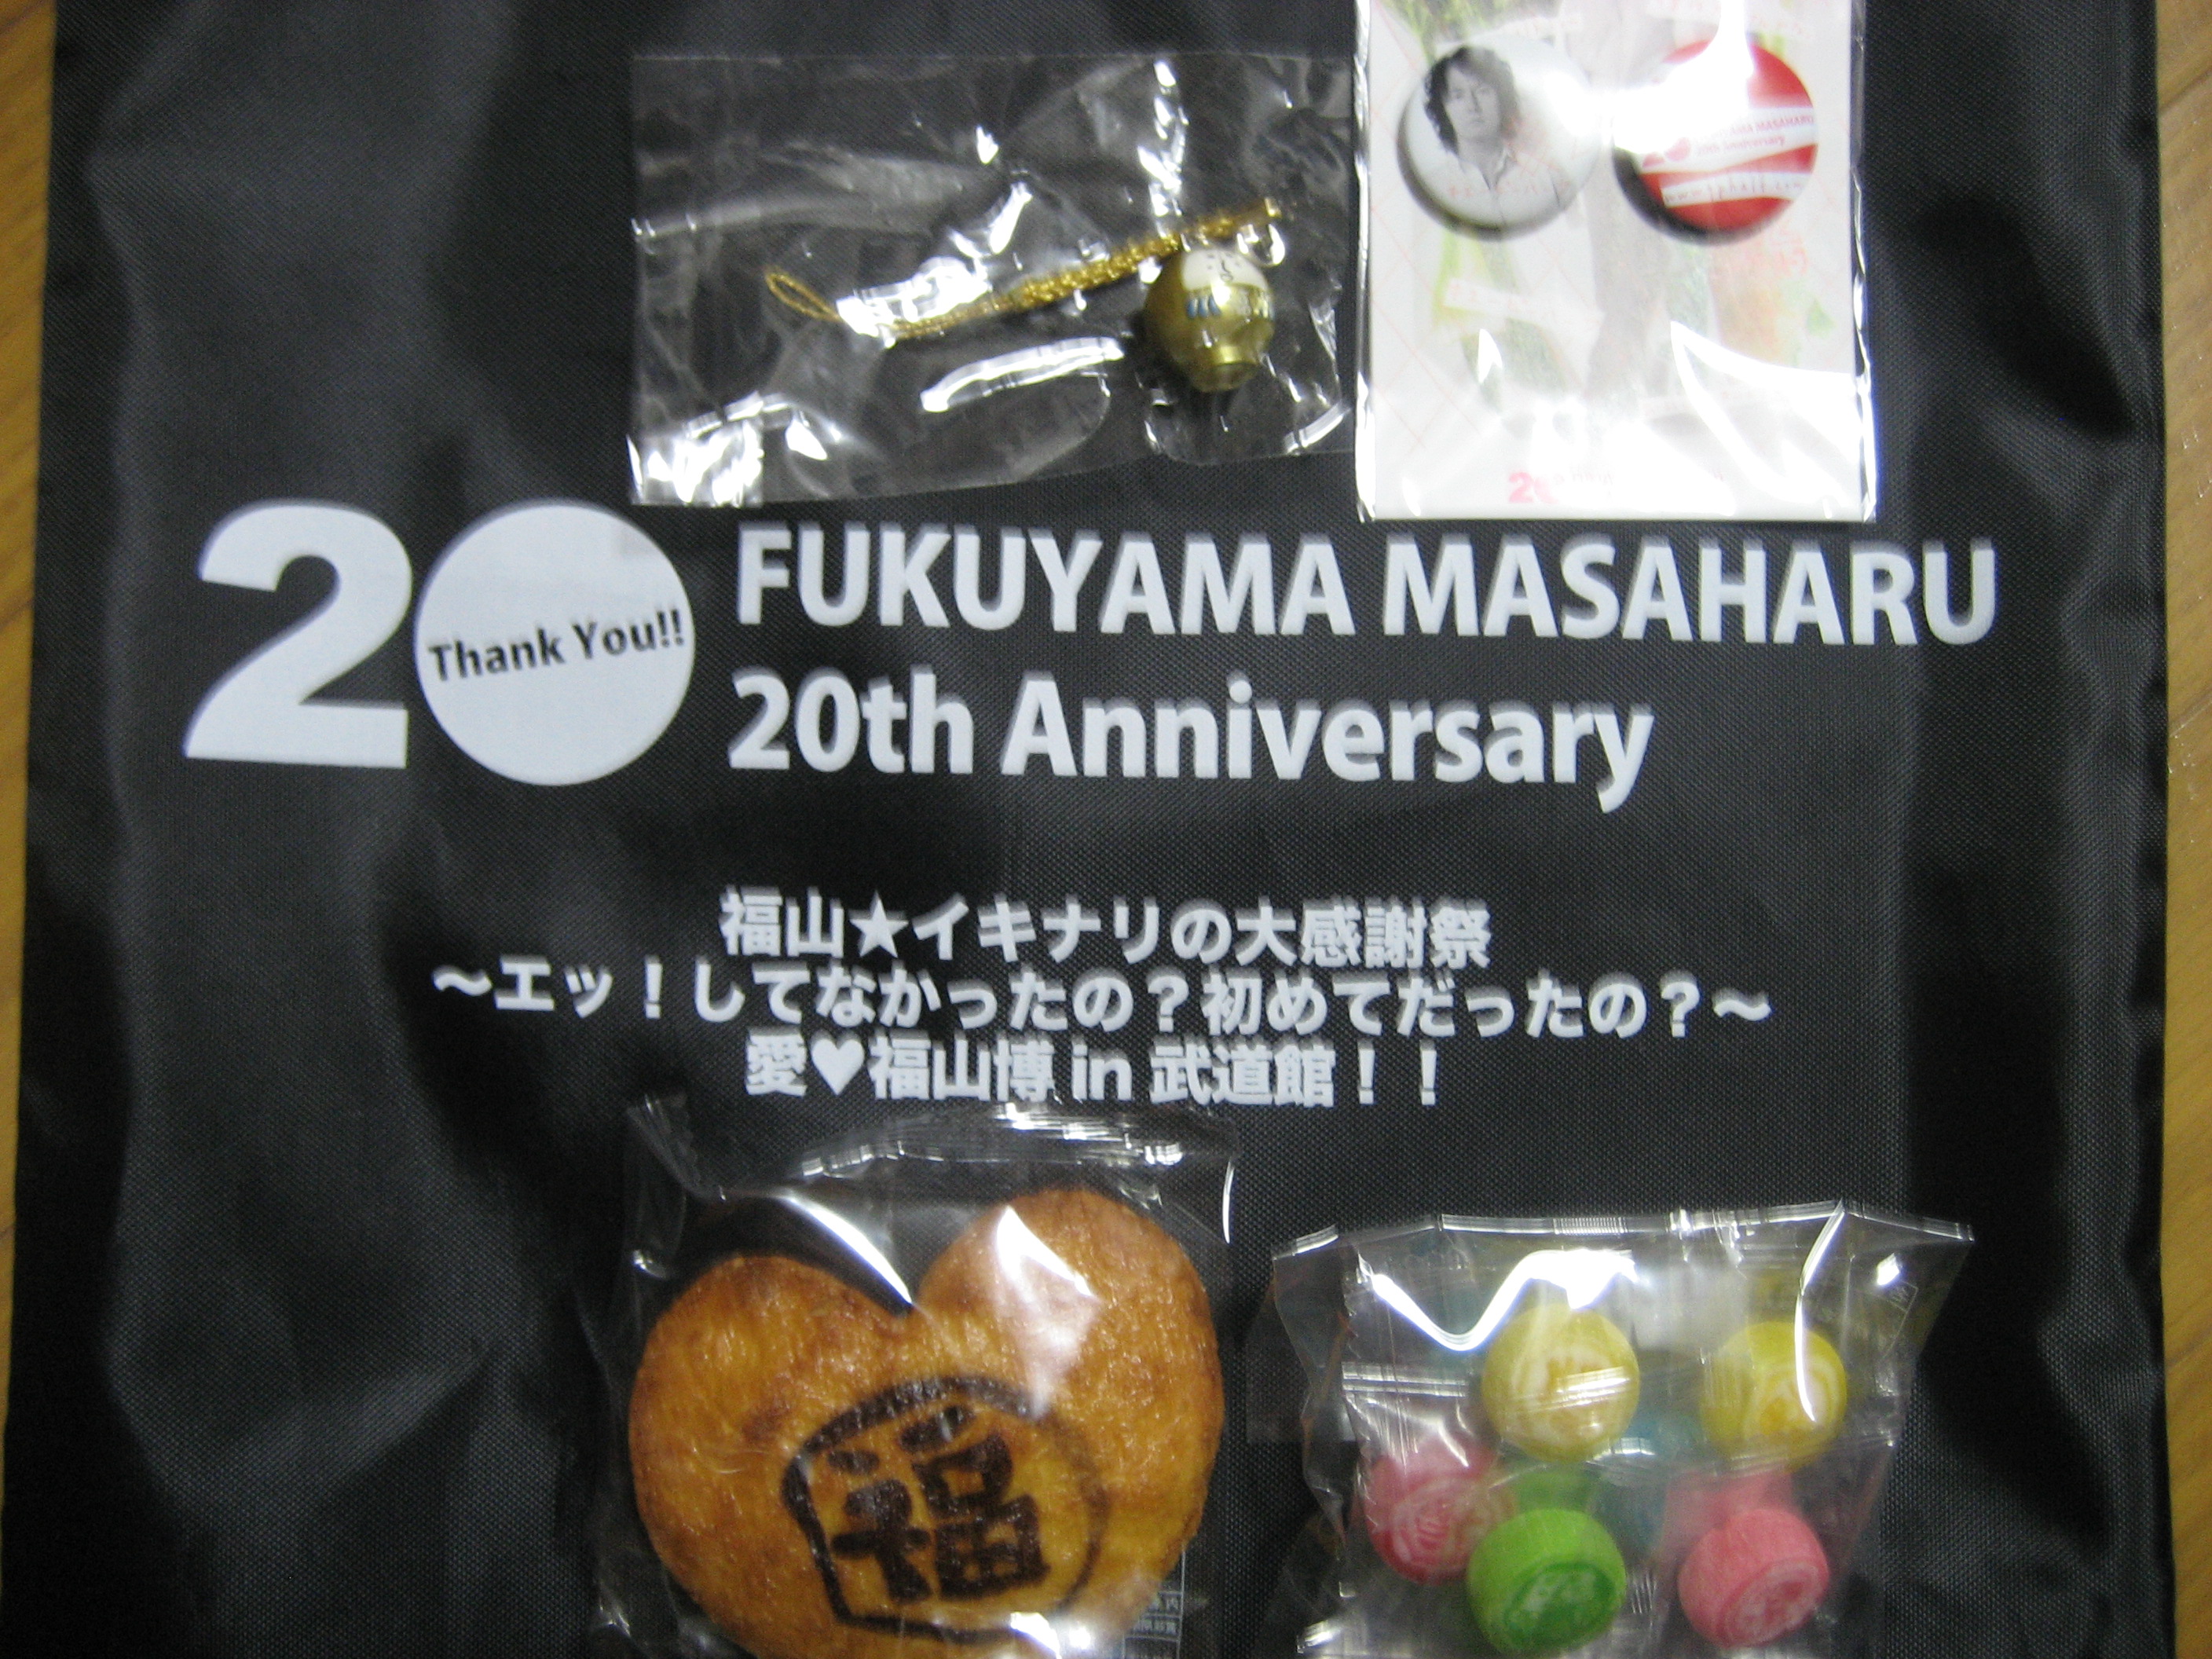 20 Thank You!!
FUKUYAMA MASAHARU
20th Anniversary
福山★イキナリの大感謝祭
〜エッ！してなかったの？初めてだったの？〜
愛♥福山博 in 武道館！！
福